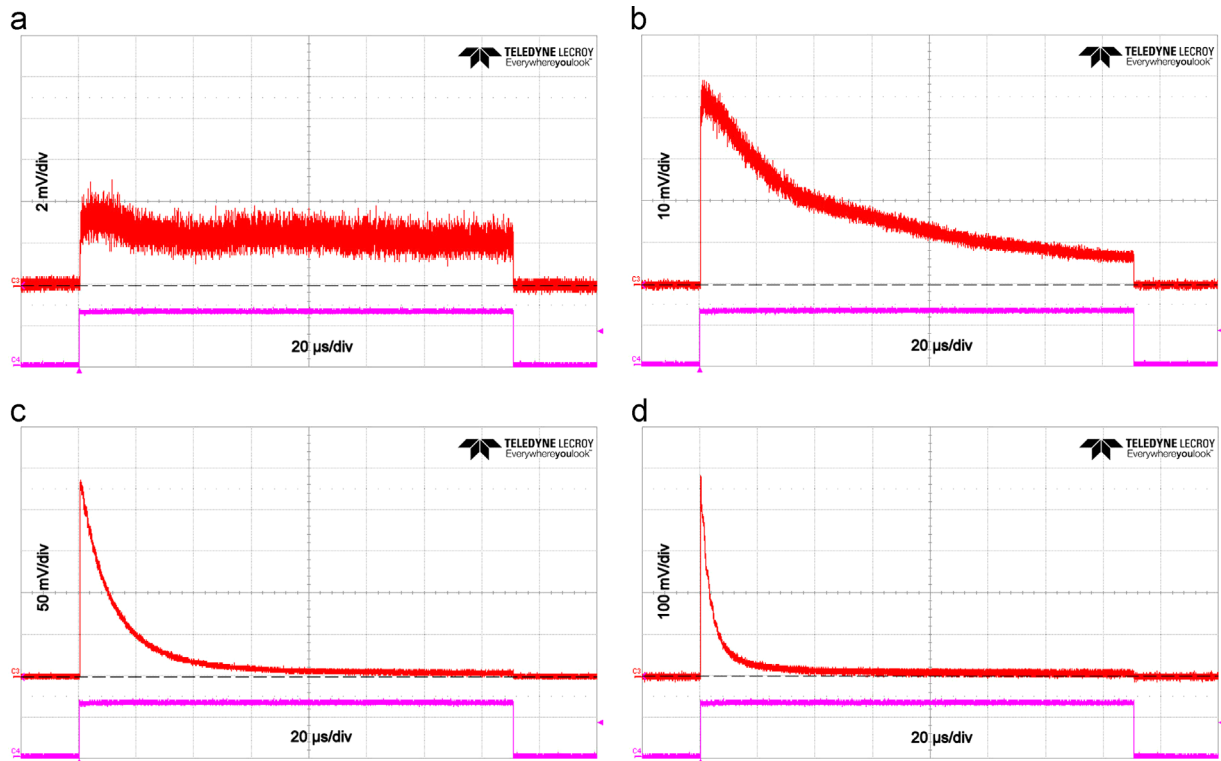 a
TELEDYNE LECROY
Everywhereyoulook™
2 mV/div
C3
C4
20 µs/div
b
TELEDYNE LECROY
Everywhereyoulook™
10 mV/div
C3
C4
20 µs/div
c
TELEDYNE LECROY
Everywhereyoulook™
50 mV/div
C3
C4
20 µs/div
d
TELEDYNE LECROY
Everywhereyoulook™
100 mV/div
C3
C4
20 µs/div